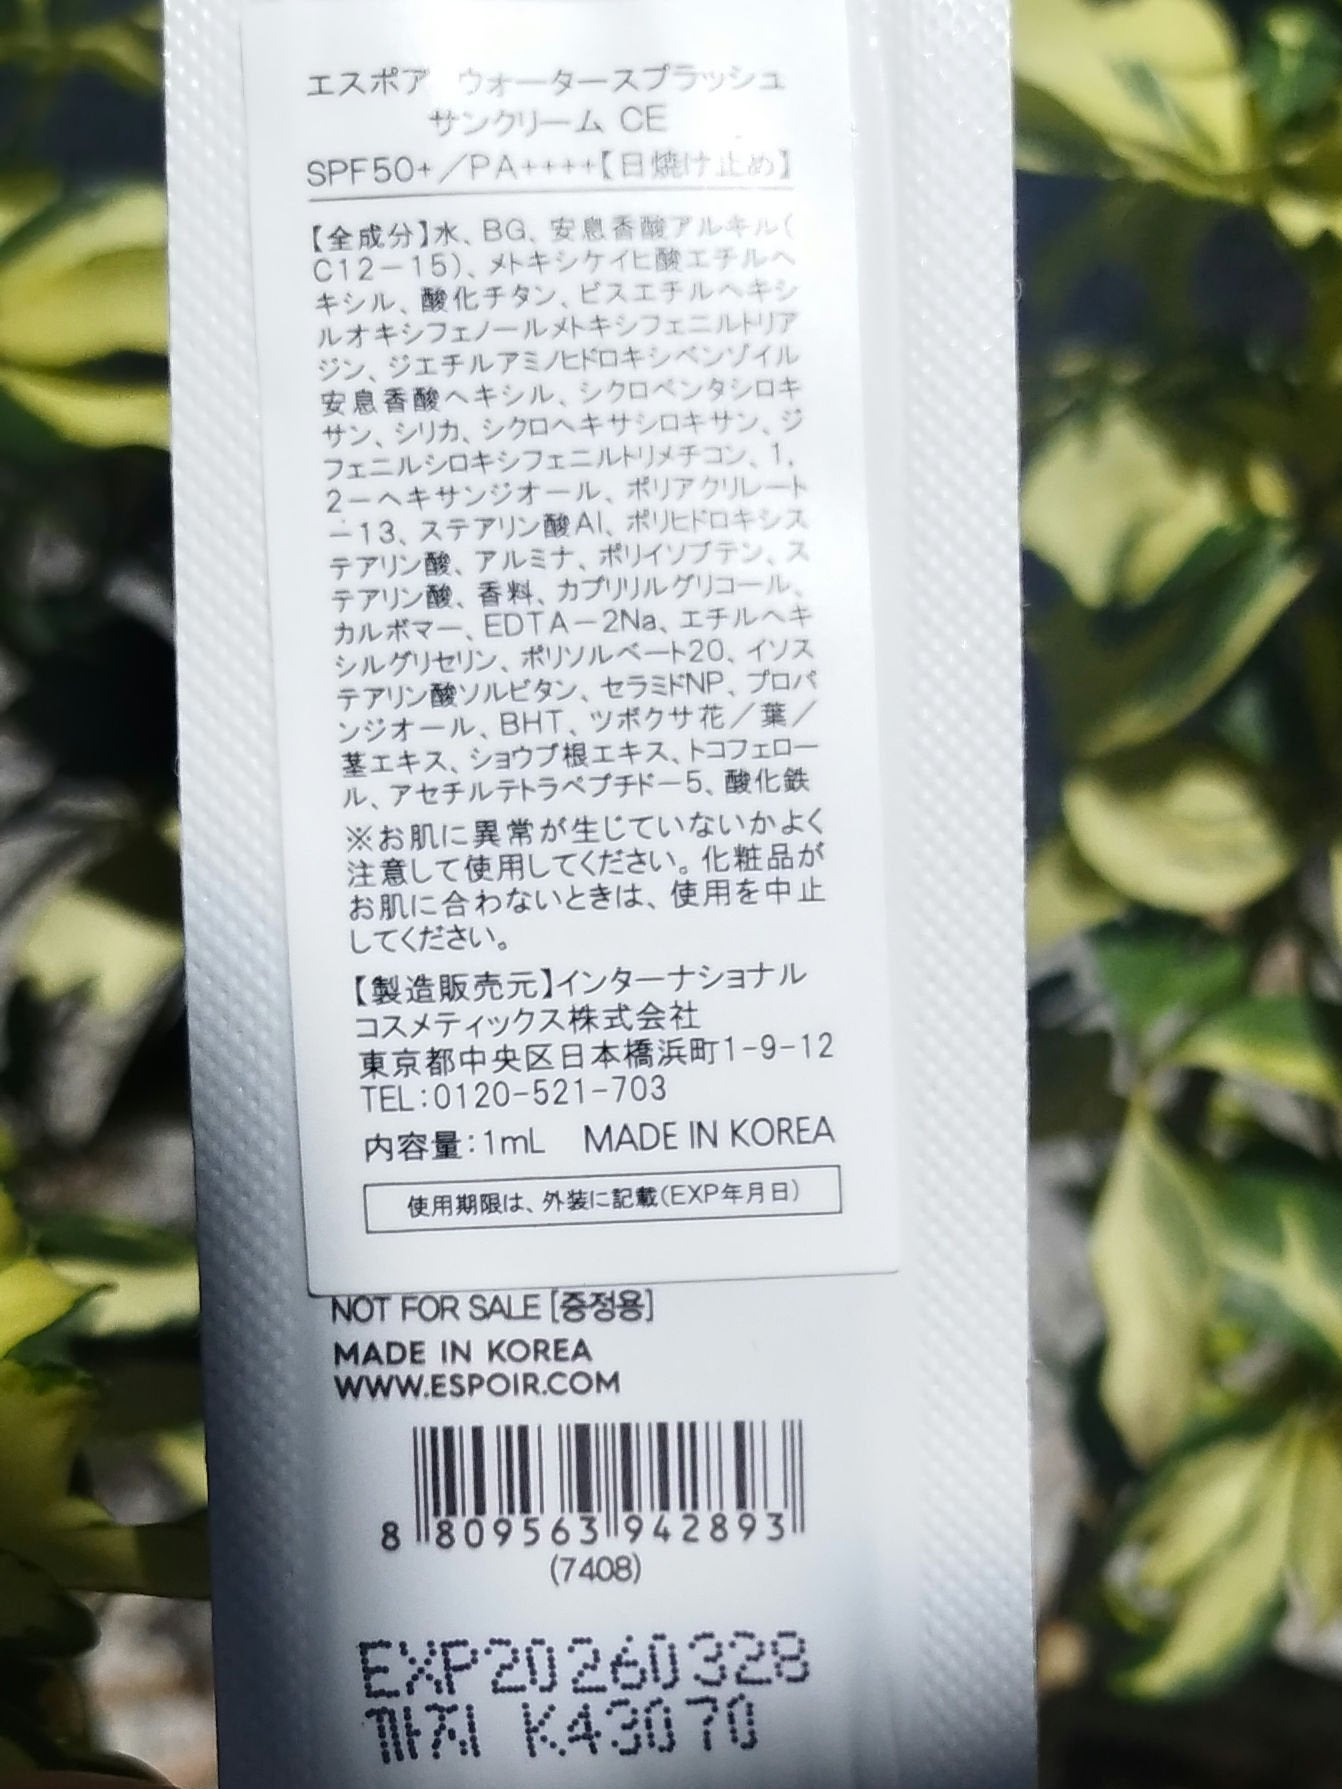 エスポア ウォータースプラッシュ
サンクリーム CE
SPF50+／PA++++【日焼け止め】
【全成分】水、BG、安息香酸アルキル(
C12－15)、メトキシケイヒ酸エチルヘ
キシル、酸化チタン、ビスエチルヘキシ
ルオキシフェノールメトキシフェニルトリア
ジン、ジエチルアミノヒドロキシベンゾイル
安息香酸ヘキシル、シクロペンタシロキ
サン、シリカ、シクロヘキサシロキサン、ジ
フェニルシロキシフェニルトリメチコン、1,
2－ヘキサンジオール、ポリアクリレート
－13、ステアリン酸Al、ポリヒドロキシス
テアリン酸、アルミナ、ポリイソブテン、ス
テアリン酸、香料、カプリリルグリコール、
カルボマー、EDTA－2Na、エチルヘキ
シルグリセリン、ポリソルベート20、イソス
テアリン酸ソルビタン、セラミドNP、プロパ
ンジオール、BHT、ツボクサ花／葉／
茎エキス、ショウブ根エキス、トコフェロー
ル、アセチルテトラペプチドー5、酸化鉄
※お肌に異常が生じていないかよく
注意して使用してください。化粧品が
お肌に合わないときは、使用を中止
してください。
【製造販売元】インターナショナル
コスメティックス株式会社
東京都中央区日本橋浜町1-9-12
TEL:0120-521-703
内容量:1mL MADE IN KOREA
使用期限は、外装に記載(EXP年月日)
NOT FOR SALE [증정용]
MADE IN KOREA
WWW.ESPOIR.COM
8 809563 942893
(7408)
EXP20260328
까지 K43070